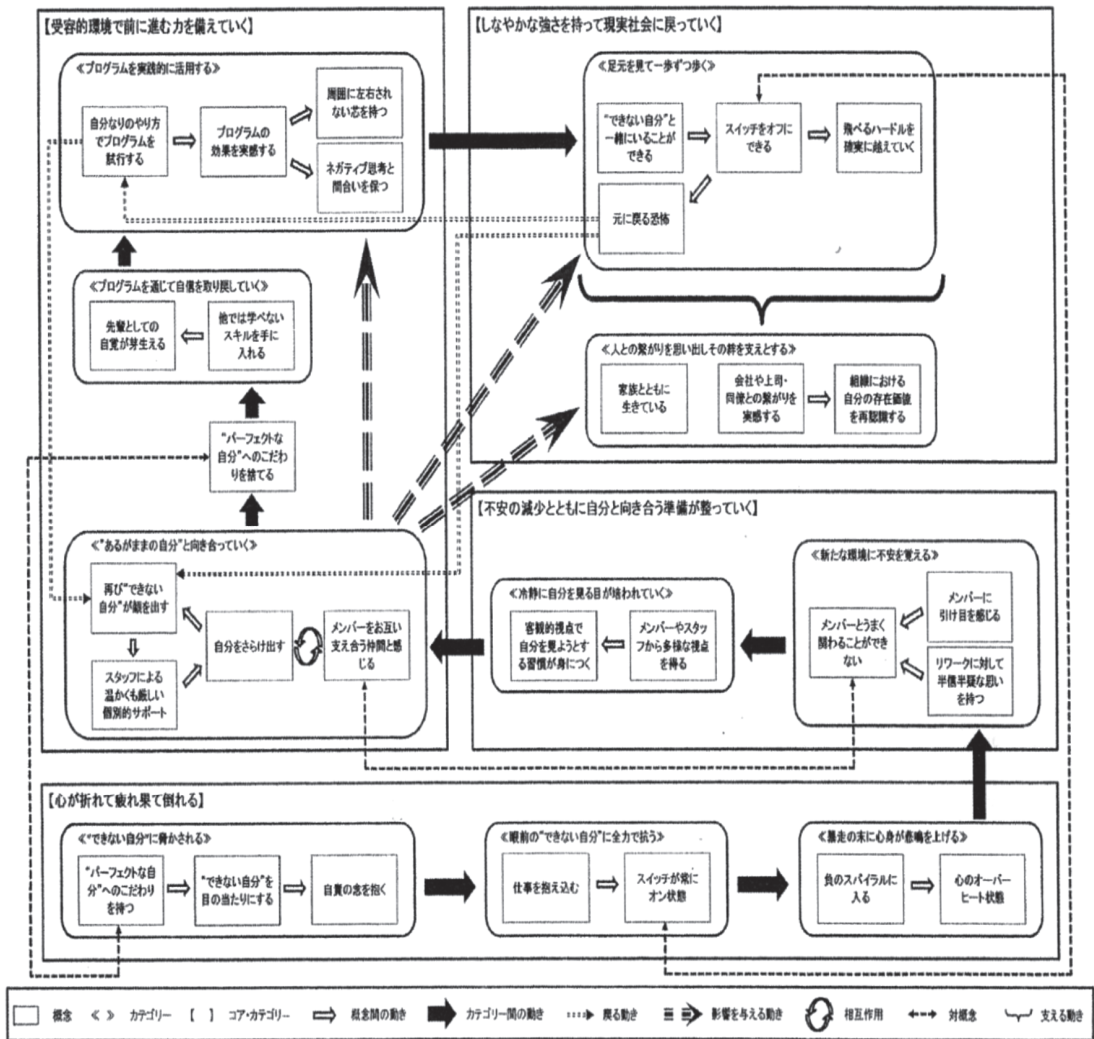 【受容的環境で前に進む力を備えていく】
≪プログラムを実践的に活用する≫
自分なりのやり方
でプログラムを
試行する
プログラムの
効果を実感する
周囲に左右され
ない芯を持つ
ネガティブ思考と
間合いを保つ
≪プログラムを通じて自信を取り戻していく≫
先輩としての
自覚が芽生える
他では学べない
スキルを手に
入れる
“パーフェクトな
自分”へのこだわ
りを捨てる
≪“あるがままの自分”と向き合っていく≫
再び“できない
自分”が顔を出す
スタッフによる
温かくも厳しい
個別的サポート
自分をさらけ出す
メンバーをお互い
支え合う仲間と感
じる
【しなやかな強さを持って現実社会に戻っていく】
≪足元を見て一歩ずつ歩く≫
“できない自分”と
一緒にいることが
できる
スイッチをオフに
できる
飛べるハードルを
確実に越えていく
元に戻る恐怖
≪人との繋がりを思い出しその絆を支えとする≫
家族とともに
生きている
会社や上司・
同僚との繋がりを
実感する
組織における
自分の存在価値
を再認識する
【不安の減少とともに自分と向き合う準備が整っていく】
≪冷静に自分を見る目が培われていく≫
客観的視点で
自分を見ようとす
る習慣が身につく
メンバーやスタッ
フから多様な視点
を得る
≪新たな環境に不安を覚える≫
メンバーとうまく
関わることができ
ない
メンバーに
引け目を感じる
リワークに対して
半信半疑な思い
を持つ
【心が折れて疲れ果て倒れる】
≪“できない自分”に脅かされる≫
“パーフェクトな自
分”へのこだわり
を持つ
“できない自分”を
目の当たりにする
自責の念を抱く
≪眼前の“できない自分”に全力で抗う≫
仕事を抱え込む
スイッチが常に
オン状態
≪暴走の末に心身が悲鳴を上げる≫
負のスパイラルに
入る
心のオーバー
ヒート状態
概念 ≪ ≫ カテゴリー 【 】 コア・カテゴリー 概念間の動き カテゴリー間の動き 戻る動き 影響を与える動き 相互作用 対概念 支える動き